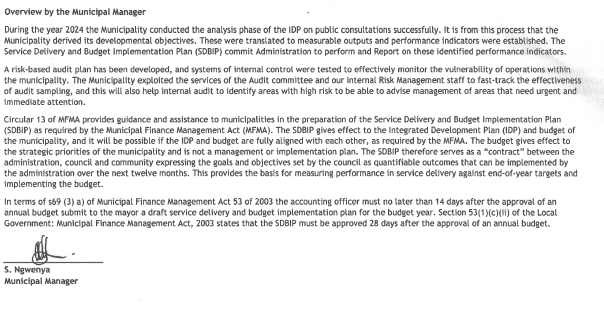 Overview by the Municipal Manager
During the year 2024 the Municipality conducted the analysis phase of the IDP on public consultations successfully. It is from this process that the
Municipality derived its developmental objectives. These were translated to measurable outputs and performance indicators were established. The
Service Delivery and Budget Implementation Plan (SDBIP) commit Administration to perform and Report on these identified performance indicators.
A risk-based audit plan has been developed, and systems of internal control were tested to effectively monitor the vulnerability of operations within
the municipality. The Municipality exploited the services of the Audit committee and our internal Risk Management staff to fast-track the effectiveness
of audit sampling, and this will also help internal audit to identify areas with high risk to be able to advise management of areas that need urgent and
immediate attention.
Circular 13 of MFMA provides guidance and assistance to municipalities in the preparation of the Service Delivery and Budget Implementation Plan
(SDBIP) as required by the Municipal Finance Management Act (MFMA). The SDBIP gives effect to the Integrated Development Plan (IDP) and budget of
the municipality, and it will be possible if the IDP and budget are fully aligned with each other, as required by the MFMA. The budget gives effect to
the strategic priorities of the municipality and is not a management or implementation plan. The SDBIP therefore serves as a "contract" between the
administration, council and community expressing the goals and objectives set by the council as quantifiable outcomes that can be implemented by
the administration over the next twelve months. This provides the basis for measuring performance in service delivery against end-of-year targets and
implementing the budget.
In terms of s69 (3) a) of Municipal Finance Management Act 53 of 2003 the accounting officer must no later than 14 days after the approval of an
annual budget submit to the mayor a draft service delivery and budget implementation plan for the budget year. Section 53(1)(c)(ii) of the Local
Government: Municipal Finance Management Act, 2003 states that the SDBIP must be approved 28 days after the approval of an annual budget.
S. Ngwenya
Municipal Manager